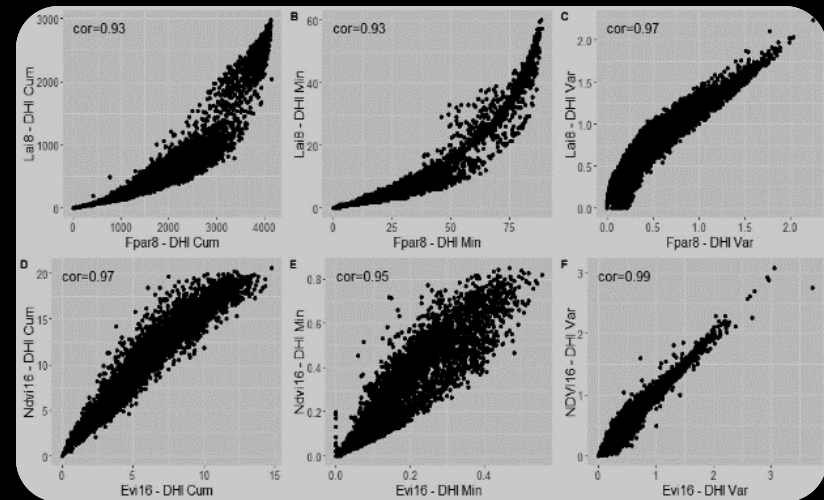 A
cor=0.93
3000
2000
1000
0
Lai8 - DHI Cum
0 1000 2000 3000 4000
Fpar8 - DHI Cum
B
cor=0.93
60
40
20
0
Lai8 - DHI Min
0 25 50 75
Fpar8 - DHI Min
C
cor=0.97
2.0
1.5
1.0
0.5
0.0
Lai8 - DHI Var
0.0 0.5 1.0 1.5 2.0
Fpar8 - DHI Var
D
cor=0.97
20
15
10
5
0
Ndvi16 - DHI Cum
0 5 10 15
Evi16 - DHI Cum
E
cor=0.95
0.8
0.6
0.4
0.2
0.0
Ndvi16 - DHI Min
0.0 0.2 0.4
Evi16 - DHI Min
F
cor=0.99
3
2
1
0
NDVI16 - DHI Var
0 1 2 3
Evi16 - DHI Var